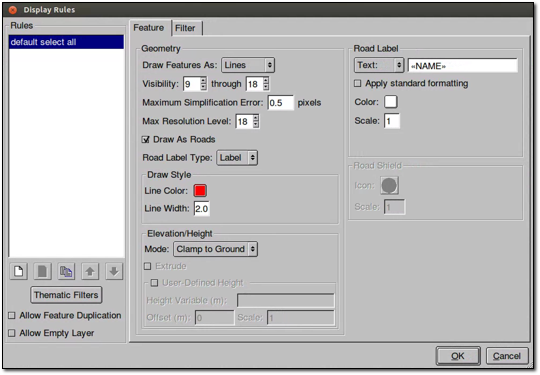 Display Rules
Rules
default select all
Thematic Filters
Allow Feature Duplication
Allow Empty Layer
Feature
Filter
Geometry
Draw Features As: Lines
Visibility: 9 through 18
Maximum Simplification Error: 0.5 pixels
Max Resolution Level: 18
Draw As Roads
Road Label Type: Label
Draw Style
Line Color:
Line Width: 2.0
Elevation/Height
Mode: Clamp to Ground
Extrude
User-Defined Height
Height Variable (m):
Offset (m): 0 Scale: 1
Road Label
Text: «NAME»
Apply standard formatting
Color:
Scale: 1
Road Shield
Icon:
Scale: 1
OK
Cancel